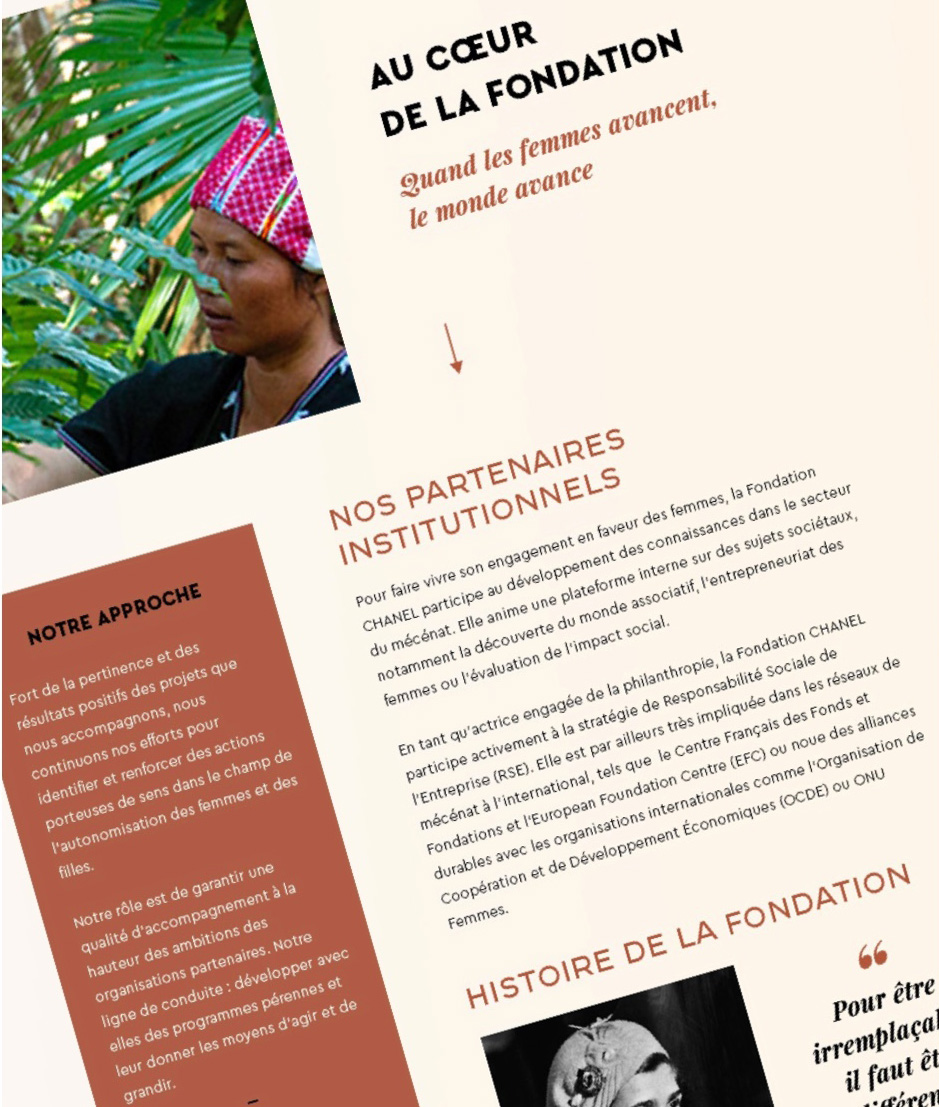 AU CŒUR
DE LA FONDATION
Quand les femmes avancent,
le monde avance
NOS PARTENAIRES
INSTITUTIONNELS
Pour faire vivre son engagement en faveur des femmes, la Fondation
CHANEL participe au développement des connaissances dans le secteur
du mécénat. Elle anime une plateforme interne sur des sujets sociétaux,
notamment la découverte du monde associatif, l'entrepreneuriat des
femmes ou l'évaluation de l'impact social.
En tant qu'actrice engagée de la philanthropie, la Fondation CHANEL
participe activement à la stratégie de Responsabilité Sociale de
l'Entreprise (RSE). Elle est par ailleurs très impliquée dans les réseaux de
mécénat à l'international, tels que le Centre Français des Fonds et
Fondations et l'European Foundation Centre (EFC) ou noue des alliances
durables avec les organisations internationales comme l'Organisation de
Coopération et de Développement Économiques (OCDE) ou ONU
Femmes.
NOTRE APPROCHE
Fort de la pertinence et des
résultats positifs des projets que
nous accompagnons, nous
continuons nos efforts pour
identifier et renforcer des actions
porteuses de sens dans le champ de
l'autonomisation des femmes et des
filles.
Notre rôle est de garantir une
qualité d'accompagnement à la
hauteur des ambitions des
organisations partenaires. Notre
ligne de conduite : développer avec
elles des programmes pérennes et
leur donner les moyens d'agir et de
grandir.
HISTOIRE DE LA FONDATION
“
Pour être
il faut